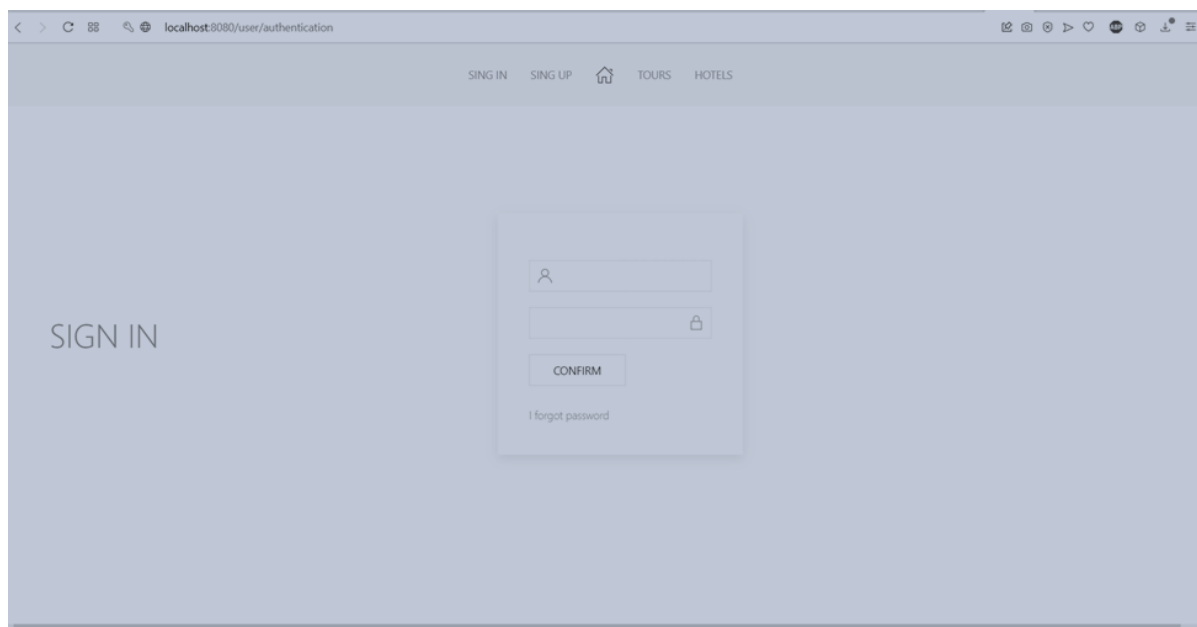 localhost:8080/user/authentication
SING IN SING UP TOURS HOTELS
SIGN IN
CONFIRM
I forgot password